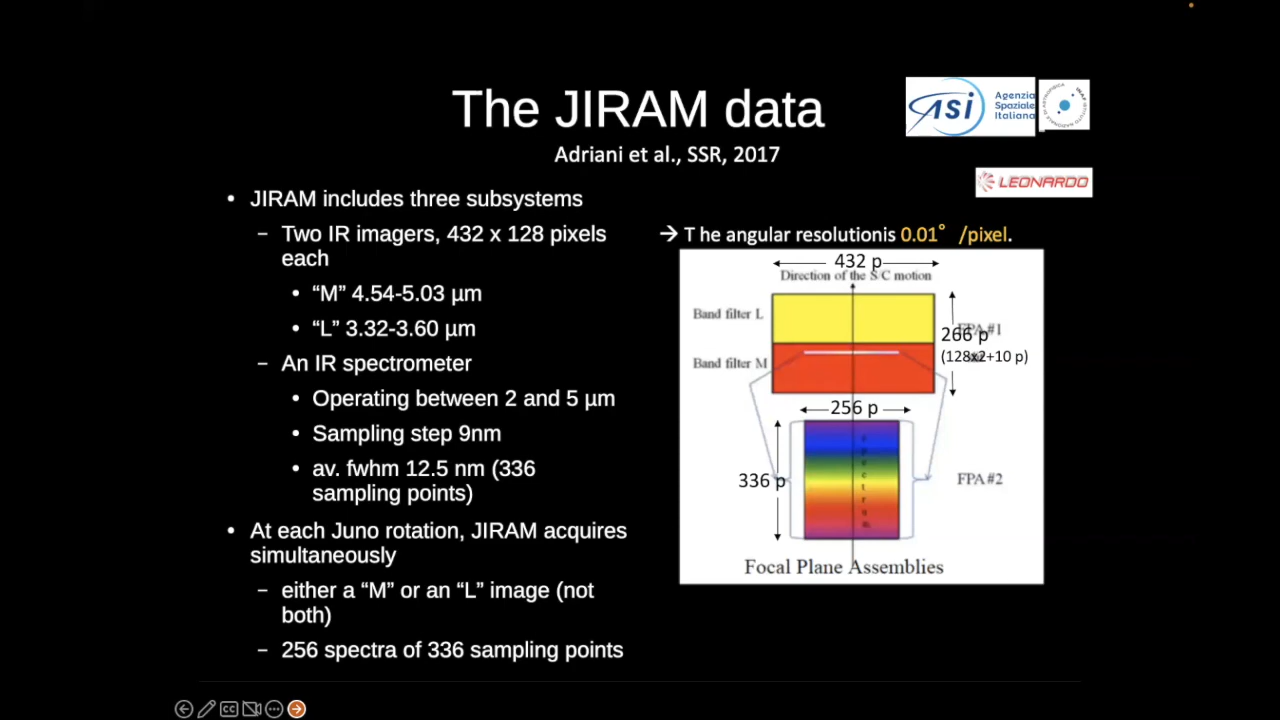 The JIRAM data
Adriani et al., SSR, 2017
ASI
Agenzia
Spaziale
Italiana
LEONARDO
• JIRAM includes three subsystems
– Two IR imagers, 432 x 128 pixels
each
• “M” 4.54-5.03 µm
• “L” 3.32-3.60 µm
– An IR spectrometer
• Operating between 2 and 5 µm
• Sampling step 9nm
• av. fwhm 12.5 nm (336
sampling points)
• At each Juno rotation, JIRAM acquires
simultaneously
– either a “M” or an “L” image (not
both)
– 256 spectra of 336 sampling points
→ T he angular resolutionis 0.01° /pixel.
432 p
Direction of the S/C motion
Band filter L
FPA #1
266 p
(128x2+10 p)
Band filter M
256 p
336 p
Spectrum
FPA #2
Focal Plane Assemblies
CC